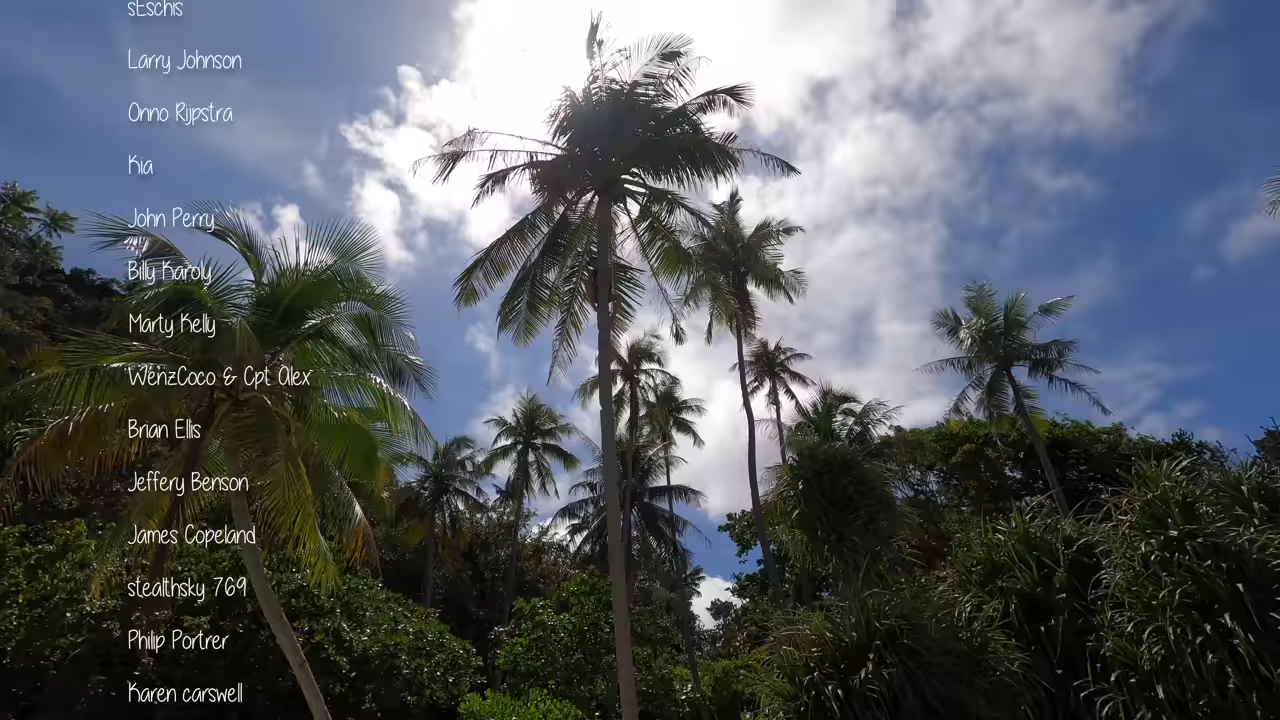 sEschis
Larry Johnson
Onno Rijpstra
Kia
John Perry
Billy Karoly
Marty Kelly
WenzCoco & Cpt Alex
Brian Ellis
Jeffery Benson
James Copeland
stealthsky 769
Philip Portrer
Karen carswell